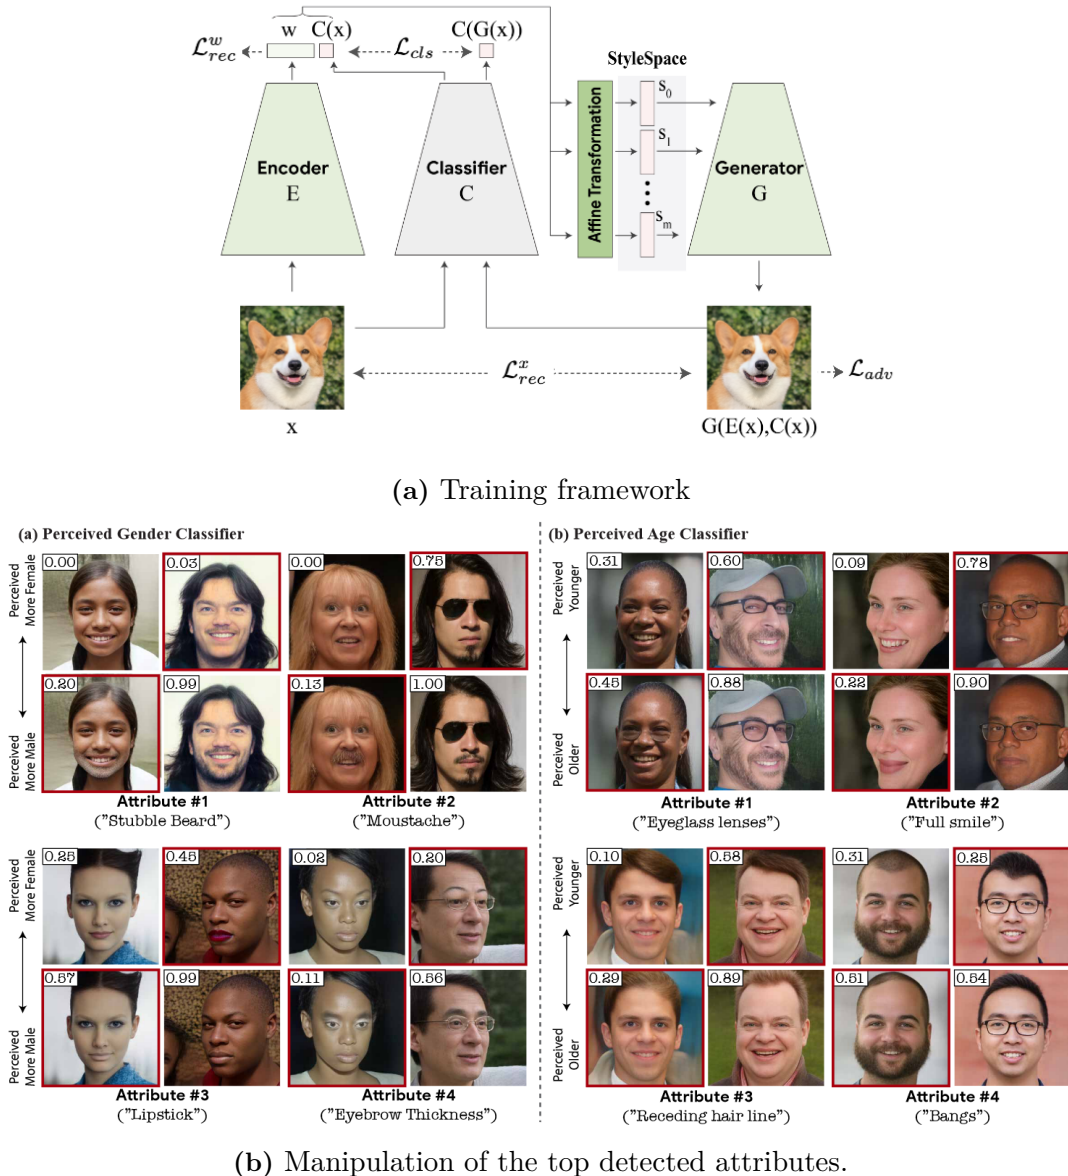 w C(x) C(G(x))
ℒ^w_rec ℒ_cls
StyleSpace
Encoder
E
Classifier
C
Affine Transformation
s_0
s_1
s_m
Generator
G
ℒ^x_rec
ℒ_adv
x
G(E(x),C(x))
(a) Training framework
(a) Perceived Gender Classifier
Perceived
More Female
0.00 0.03 0.00 0.75
Perceived
More Male
0.20 0.99 0.13 1.00
Attribute #1 Attribute #2
("Stubble Beard") ("Moustache")
Perceived
More Female
0.25 0.45 0.02 0.20
Perceived
More Male
0.57 0.99 0.11 0.56
Attribute #3 Attribute #4
("Lipstick") ("Eyebrow Thickness")
(b) Perceived Age Classifier
Perceived
Younger
0.31 0.60 0.09 0.78
Perceived
Older
0.45 0.88 0.22 0.90
Attribute #1 Attribute #2
("Eyeglass lenses") ("Full smile")
Perceived
Younger
0.10 0.58 0.31 0.25
Perceived
Older
0.29 0.89 0.51 0.54
Attribute #3 Attribute #4
("Receding hair line") ("Bangs")
(b) Manipulation of the top detected attributes.